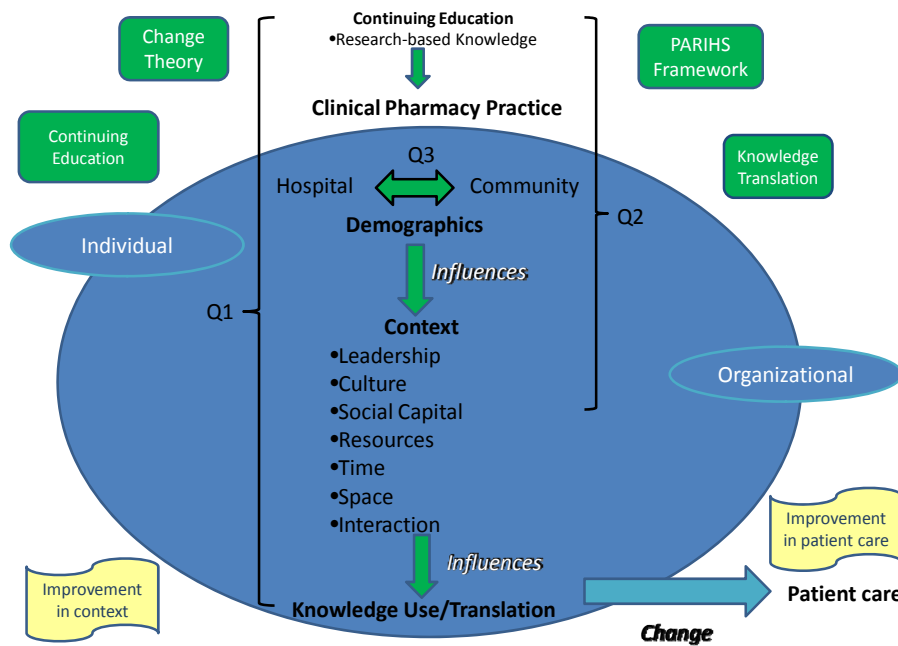 Continuing Education
•Research-based Knowledge
Change
Theory
PARIHS
Framework
Clinical Pharmacy Practice
Continuing
Education
Knowledge
Translation
Q3
Hospital
Community
Demographics
Q2
Individual
Influences
Q1
Context
•Leadership
•Culture
•Social Capital
•Resources
•Time
•Space
•Interaction
Organizational
Influences
Improvement
in patient care
Improvement
in context
Knowledge Use/Translation
Patient care
Change